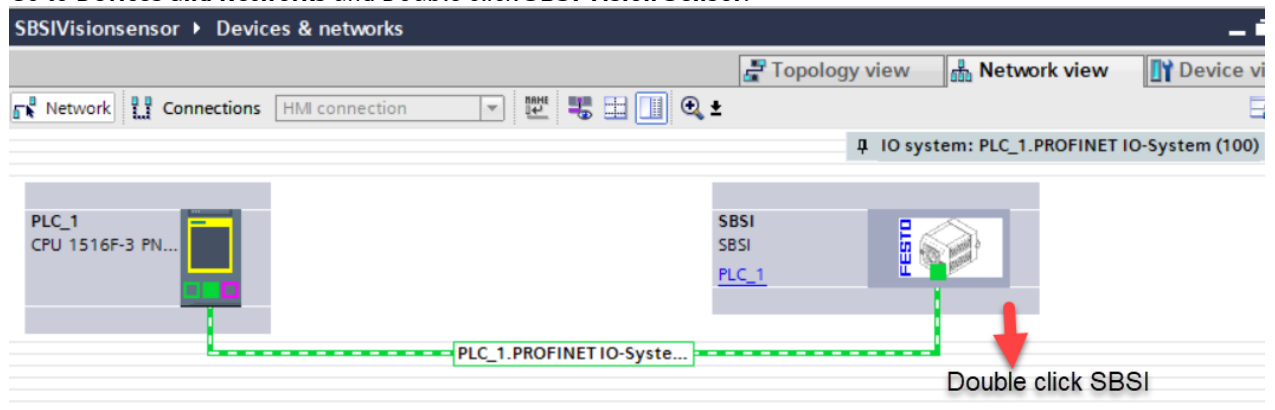 SBSIVisionsensor ▸ Devices & networks
Topology view
Network view
Device vi
Network
Connections
HMI connection
IO system: PLC_1.PROFINET IO-System (100)
PLC_1
CPU 1516F-3 PN...
SBSI
SBSI
PLC_1
FESTO
PLC_1.PROFINET IO-Syste...
Double click SBSI